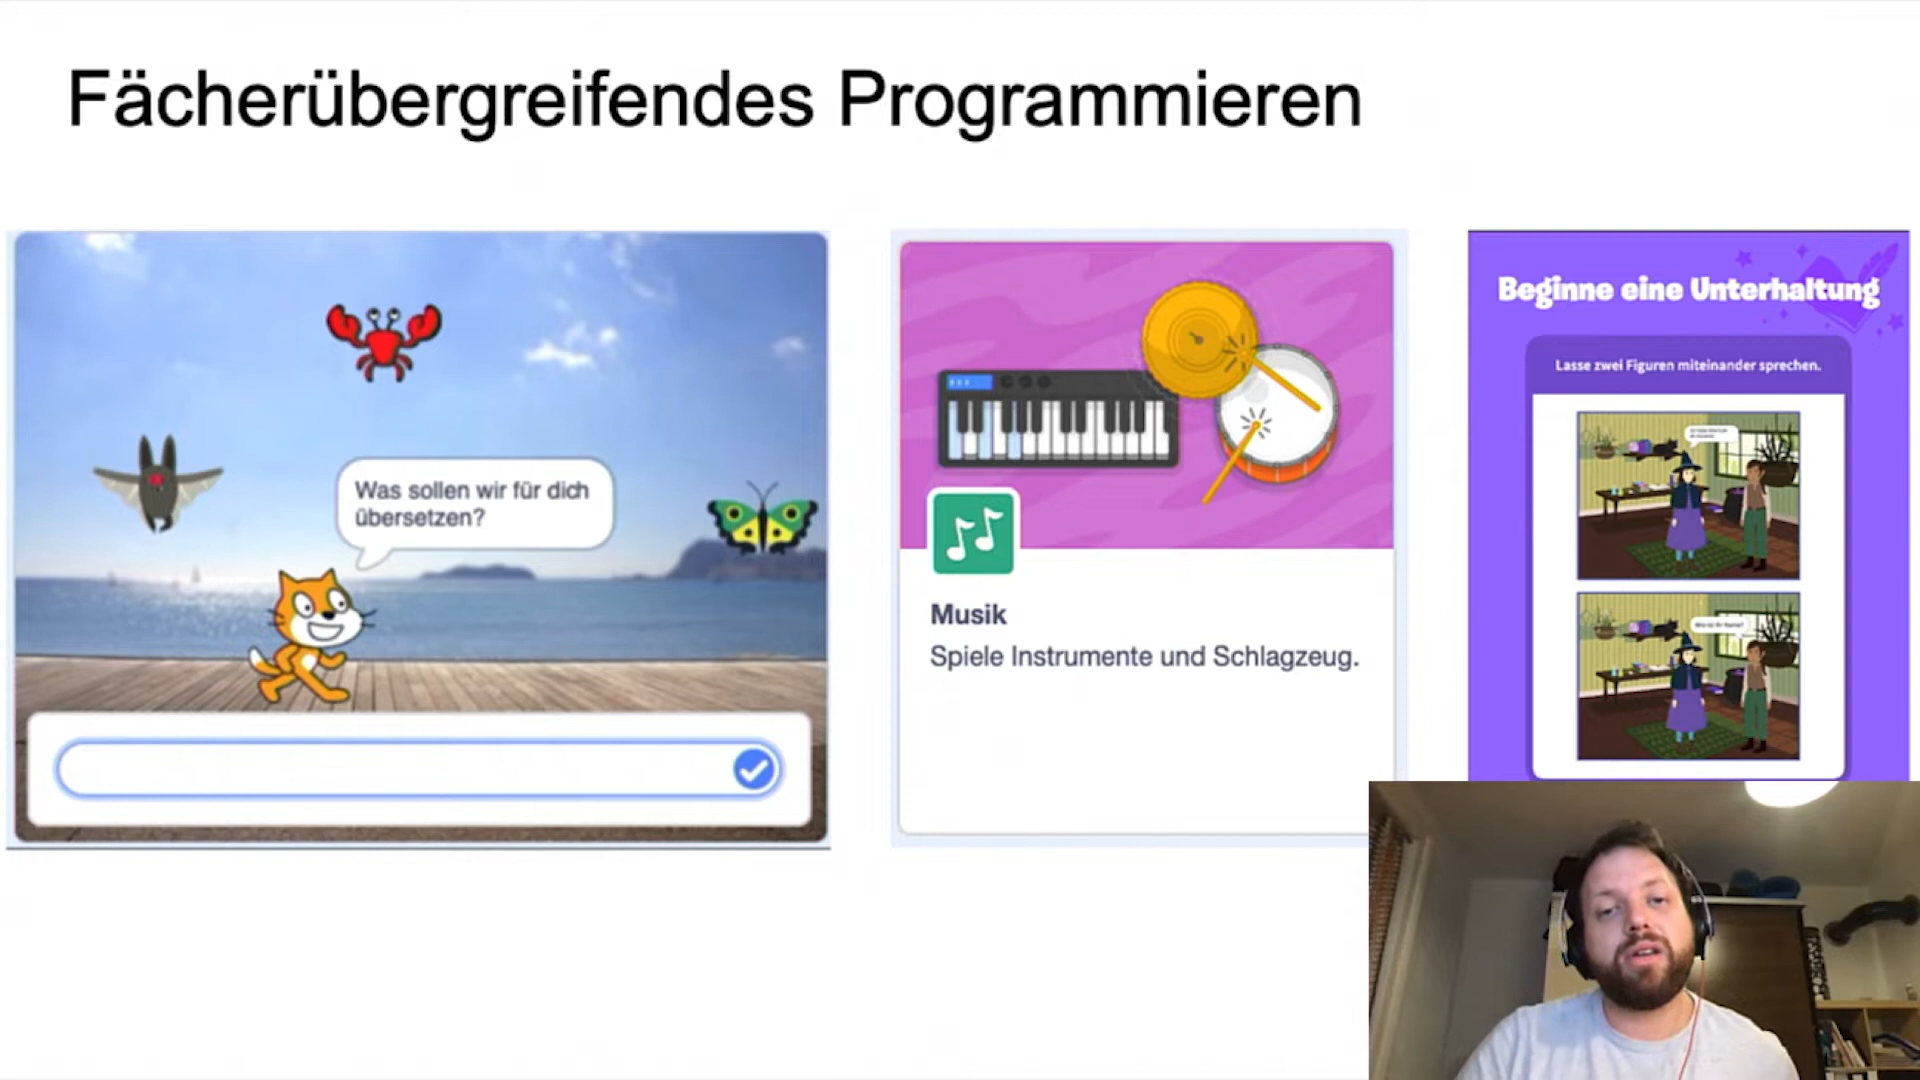 Fächerübergreifendes Programmieren
Was sollen wir für dich
übersetzen?
Musik
Spiele Instrumente und Schlagzeug.
Beginne eine Unterhaltung
Lasse zwei Figuren miteinander sprechen.